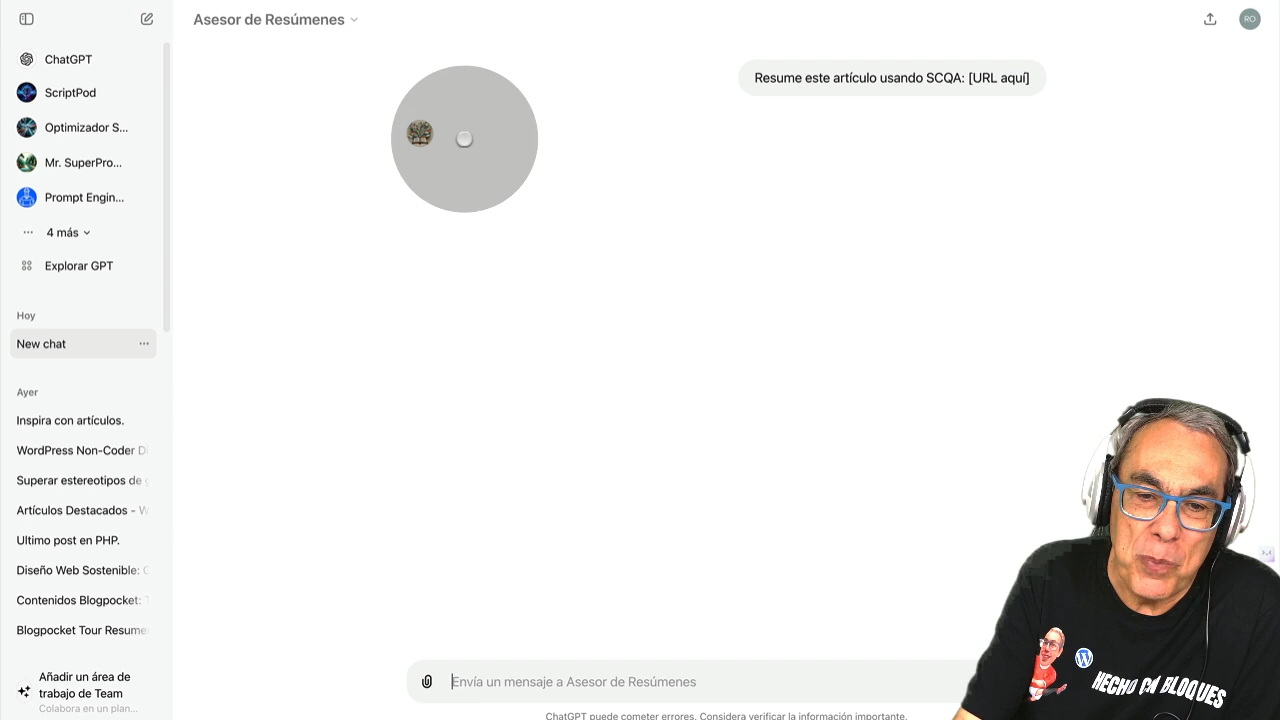 Asesor de Resúmenes
RO
ChatGPT
ScriptPod
Optimizador S...
Mr. SuperPro...
Prompt Engin...
4 más
Explorar GPT
Hoy
New chat
Ayer
Inspira con artículos.
WordPress Non-Coder Di
Superar estereotipos de g
Artículos Destacados - W
Ultimo post en PHP.
Diseño Web Sostenible: C
Contenidos Blogpocket: T
Blogpocket Tour Resume
Añadir un área de
trabajo de Team
Colabora en un plan...
Resume este artículo usando SCQA: [URL aquí]
Envía un mensaje a Asesor de Resúmenes
ChatGPT puede cometer errores. Considera verificar la información importante.
HECHO CON BLOQUES